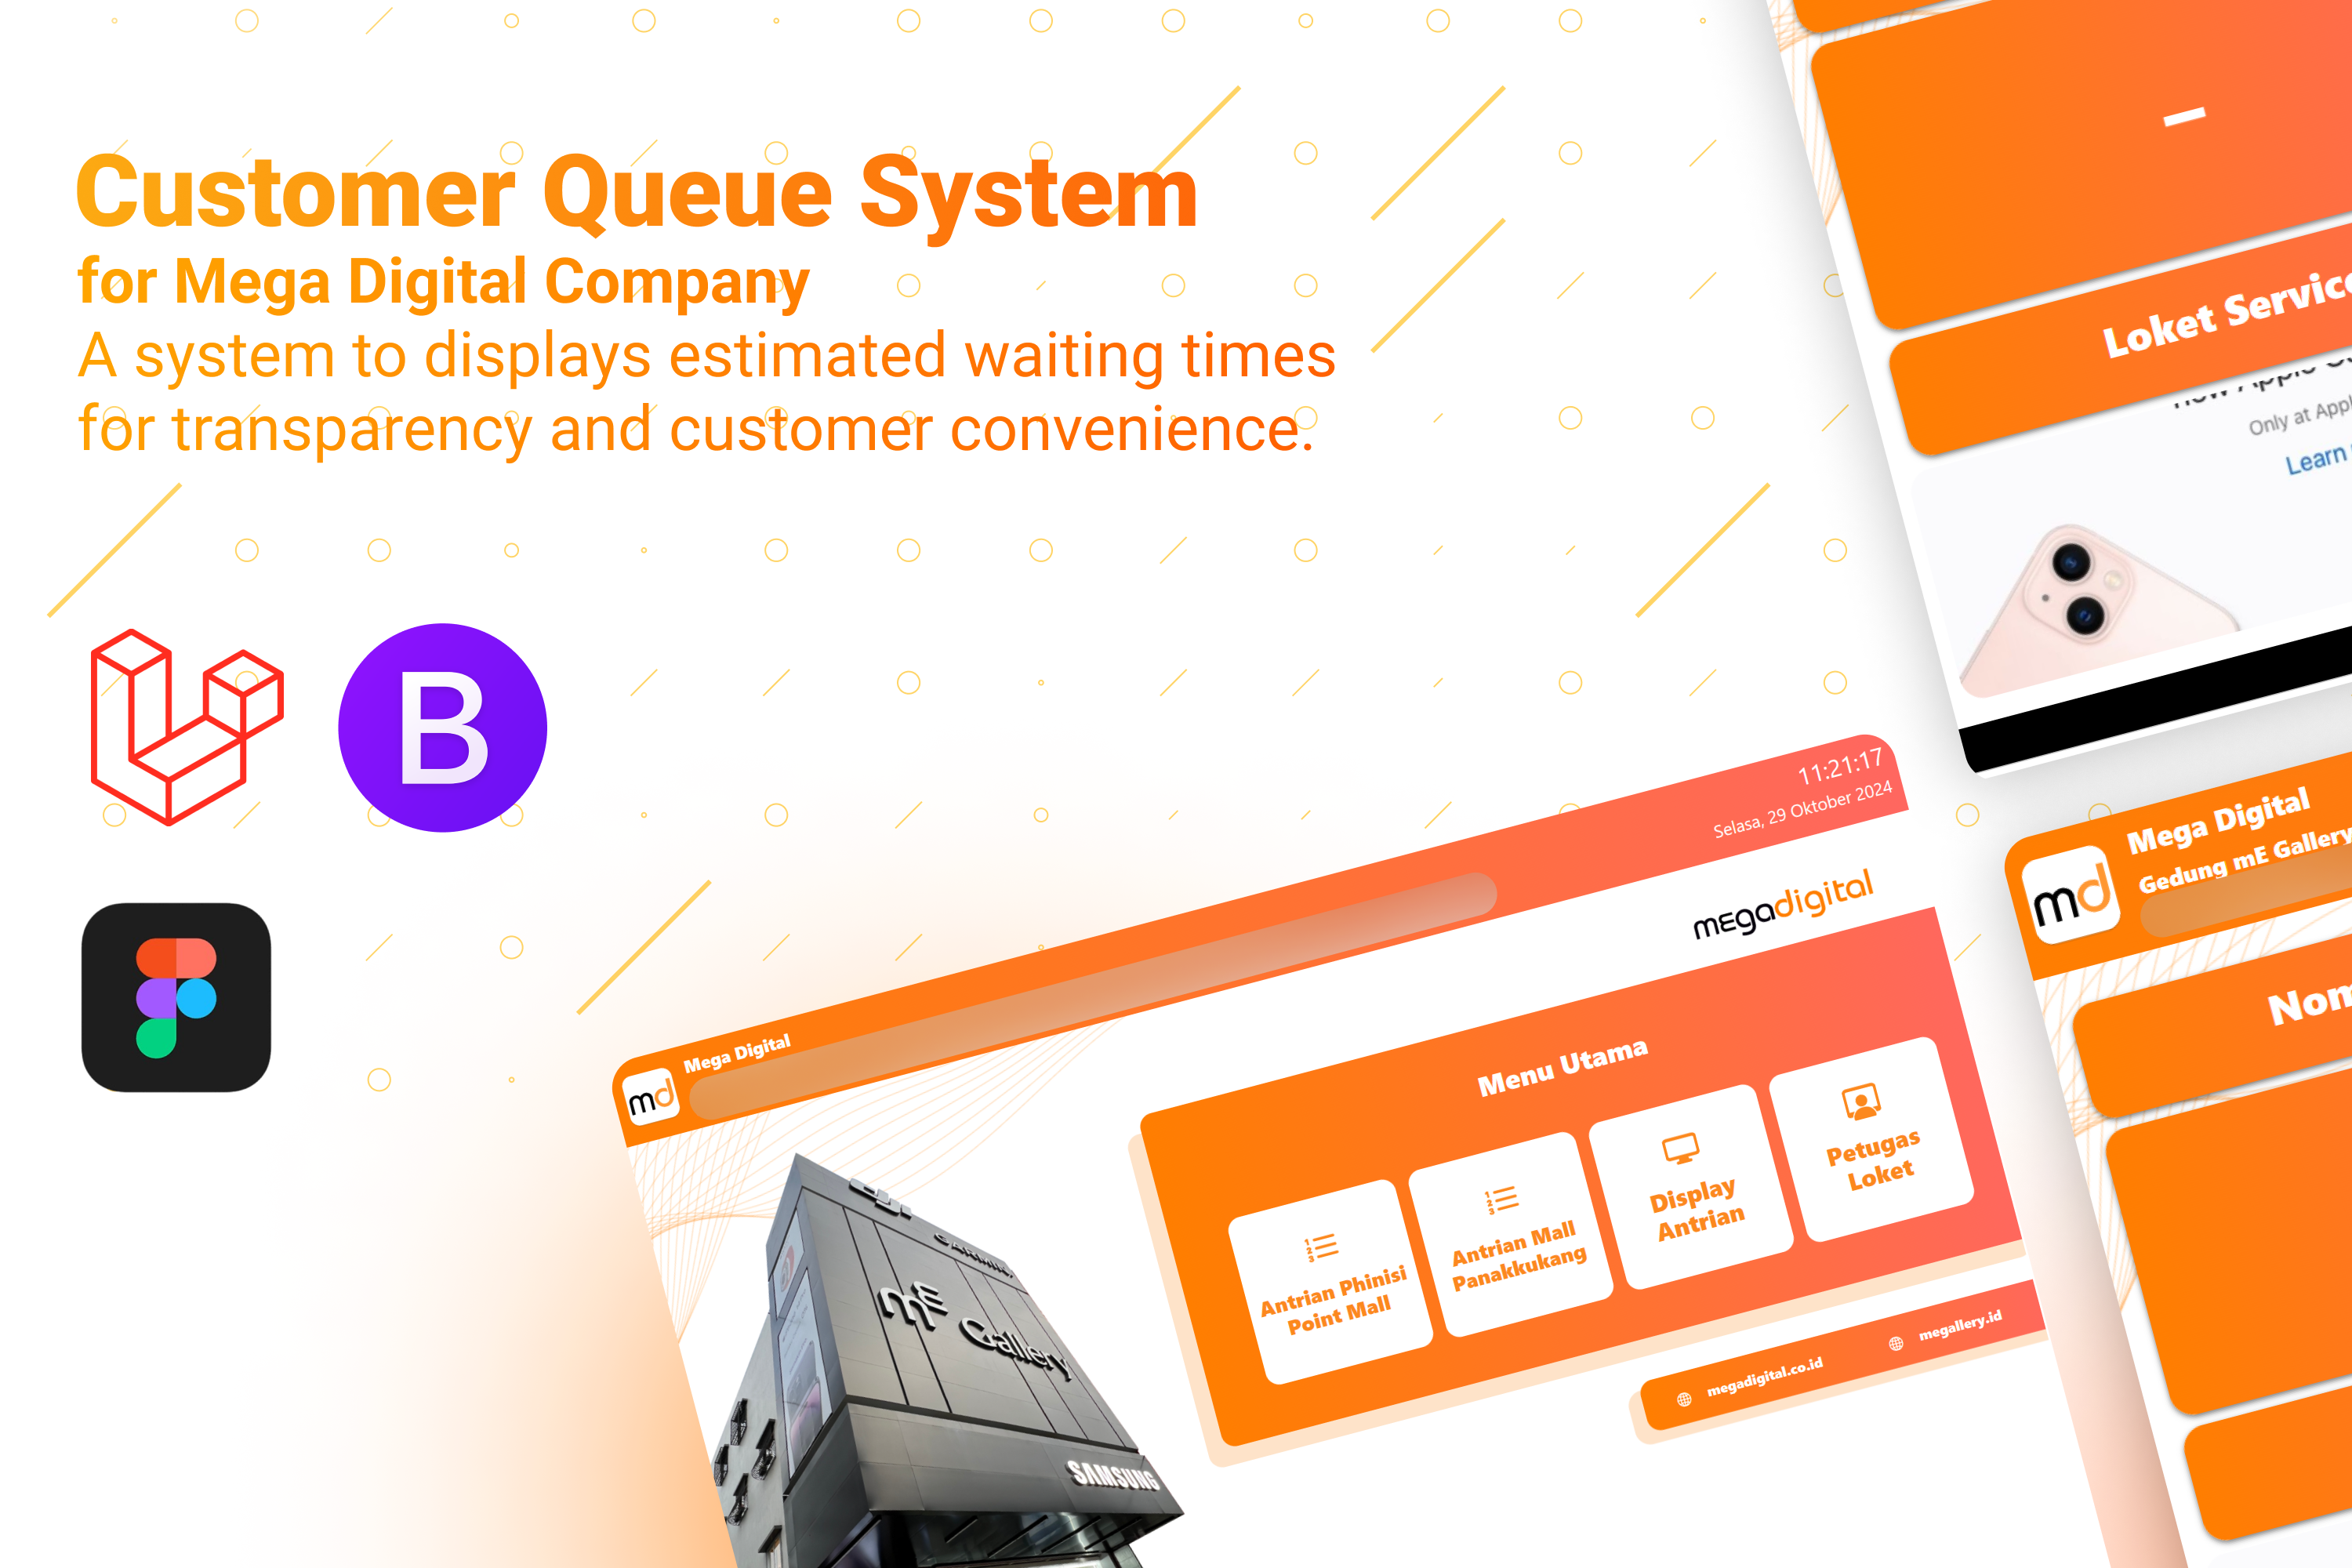 Customer Queue System
for Mega Digital Company
A system to displays estimated waiting times
for transparency and customer convenience.
B
Loket Service
Only at Appl
Learn
11:21:17
Selasa, 29 Oktober 2024
megadigital
Mega Digital
md
Menu Utama
Antrian Phinisi
Point Mall
Antrian Mall
Panakkukang
Display
Antrian
Petugas
Loket
megadigital.co.id
megallery.id
GARMIN
mE Gallery
SAMSUNG
Mega Digital
Gedung mE Gallery
md
Nom